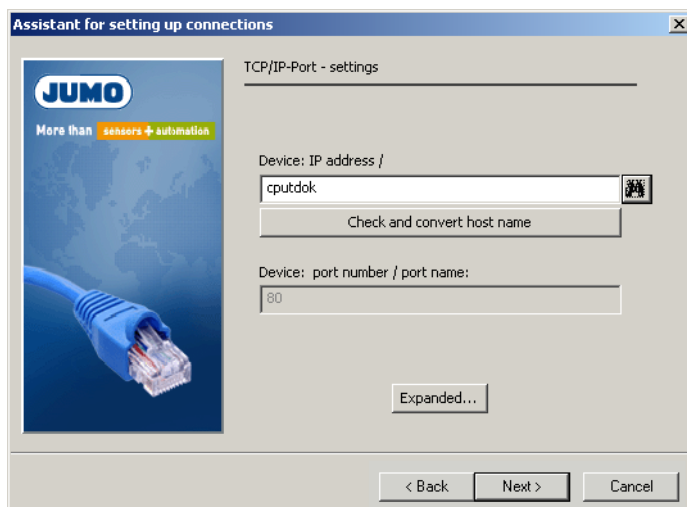 Assistant for setting up connections
JUMO
More than sensors + automation
TCP/IP-Port - settings
Device: IP address /
cputdok
Check and convert host name
Device: port number / port name:
80
Expanded...
< Back
Next >
Cancel